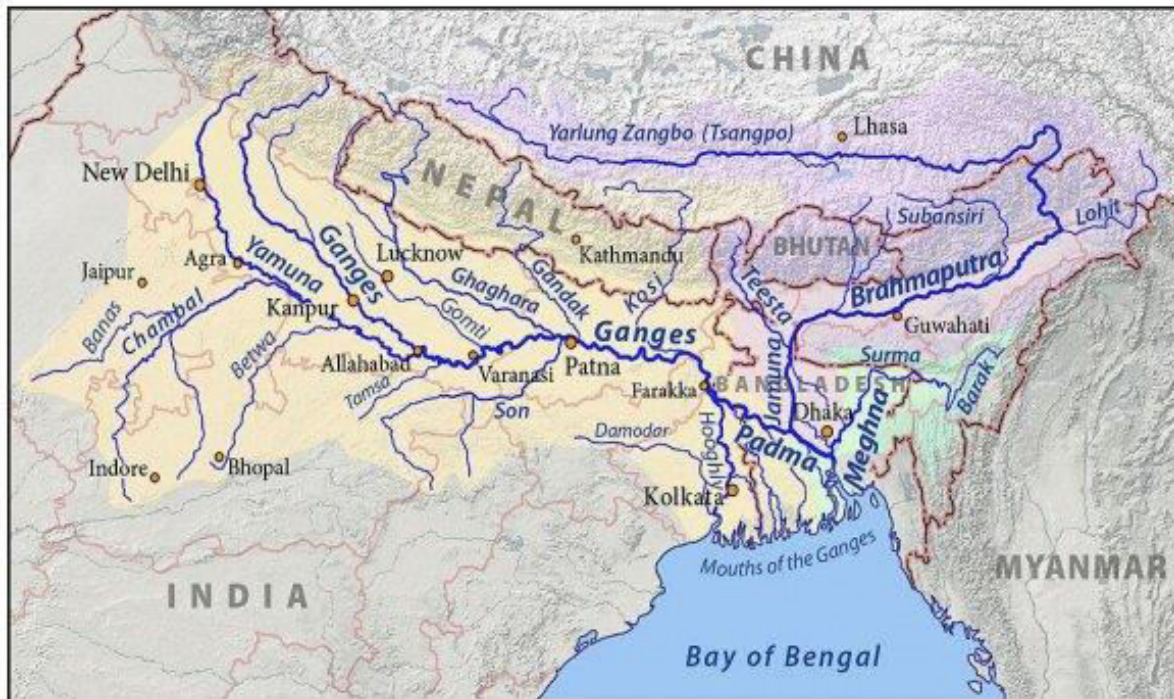 CHINA
Yarlung Zangbo (Tsangpo)
Lhasa
New Delhi
NEPAL
Subansiri
Lohit
BHUTAN
Kathmandu
Agra
Yamuna
Ganges
Lucknow
Jaipur
Ghaghara
Gandak
Kosi
Teesta
Brahmaputra
Kanpur
Banas
Chambal
Gomti
Ganges
Guwahati
Betwa
Allahabad
Varanasi
Patna
Jamuna
Surma
Tamsa
Farakka
BANGLADESH
Barak
Son
Dhaka
Meghna
Hooghly
Padma
Damodar
Indore
Bhopal
Kolkata
Mouths of the Ganges
INDIA
MYANMAR
Bay of Bengal